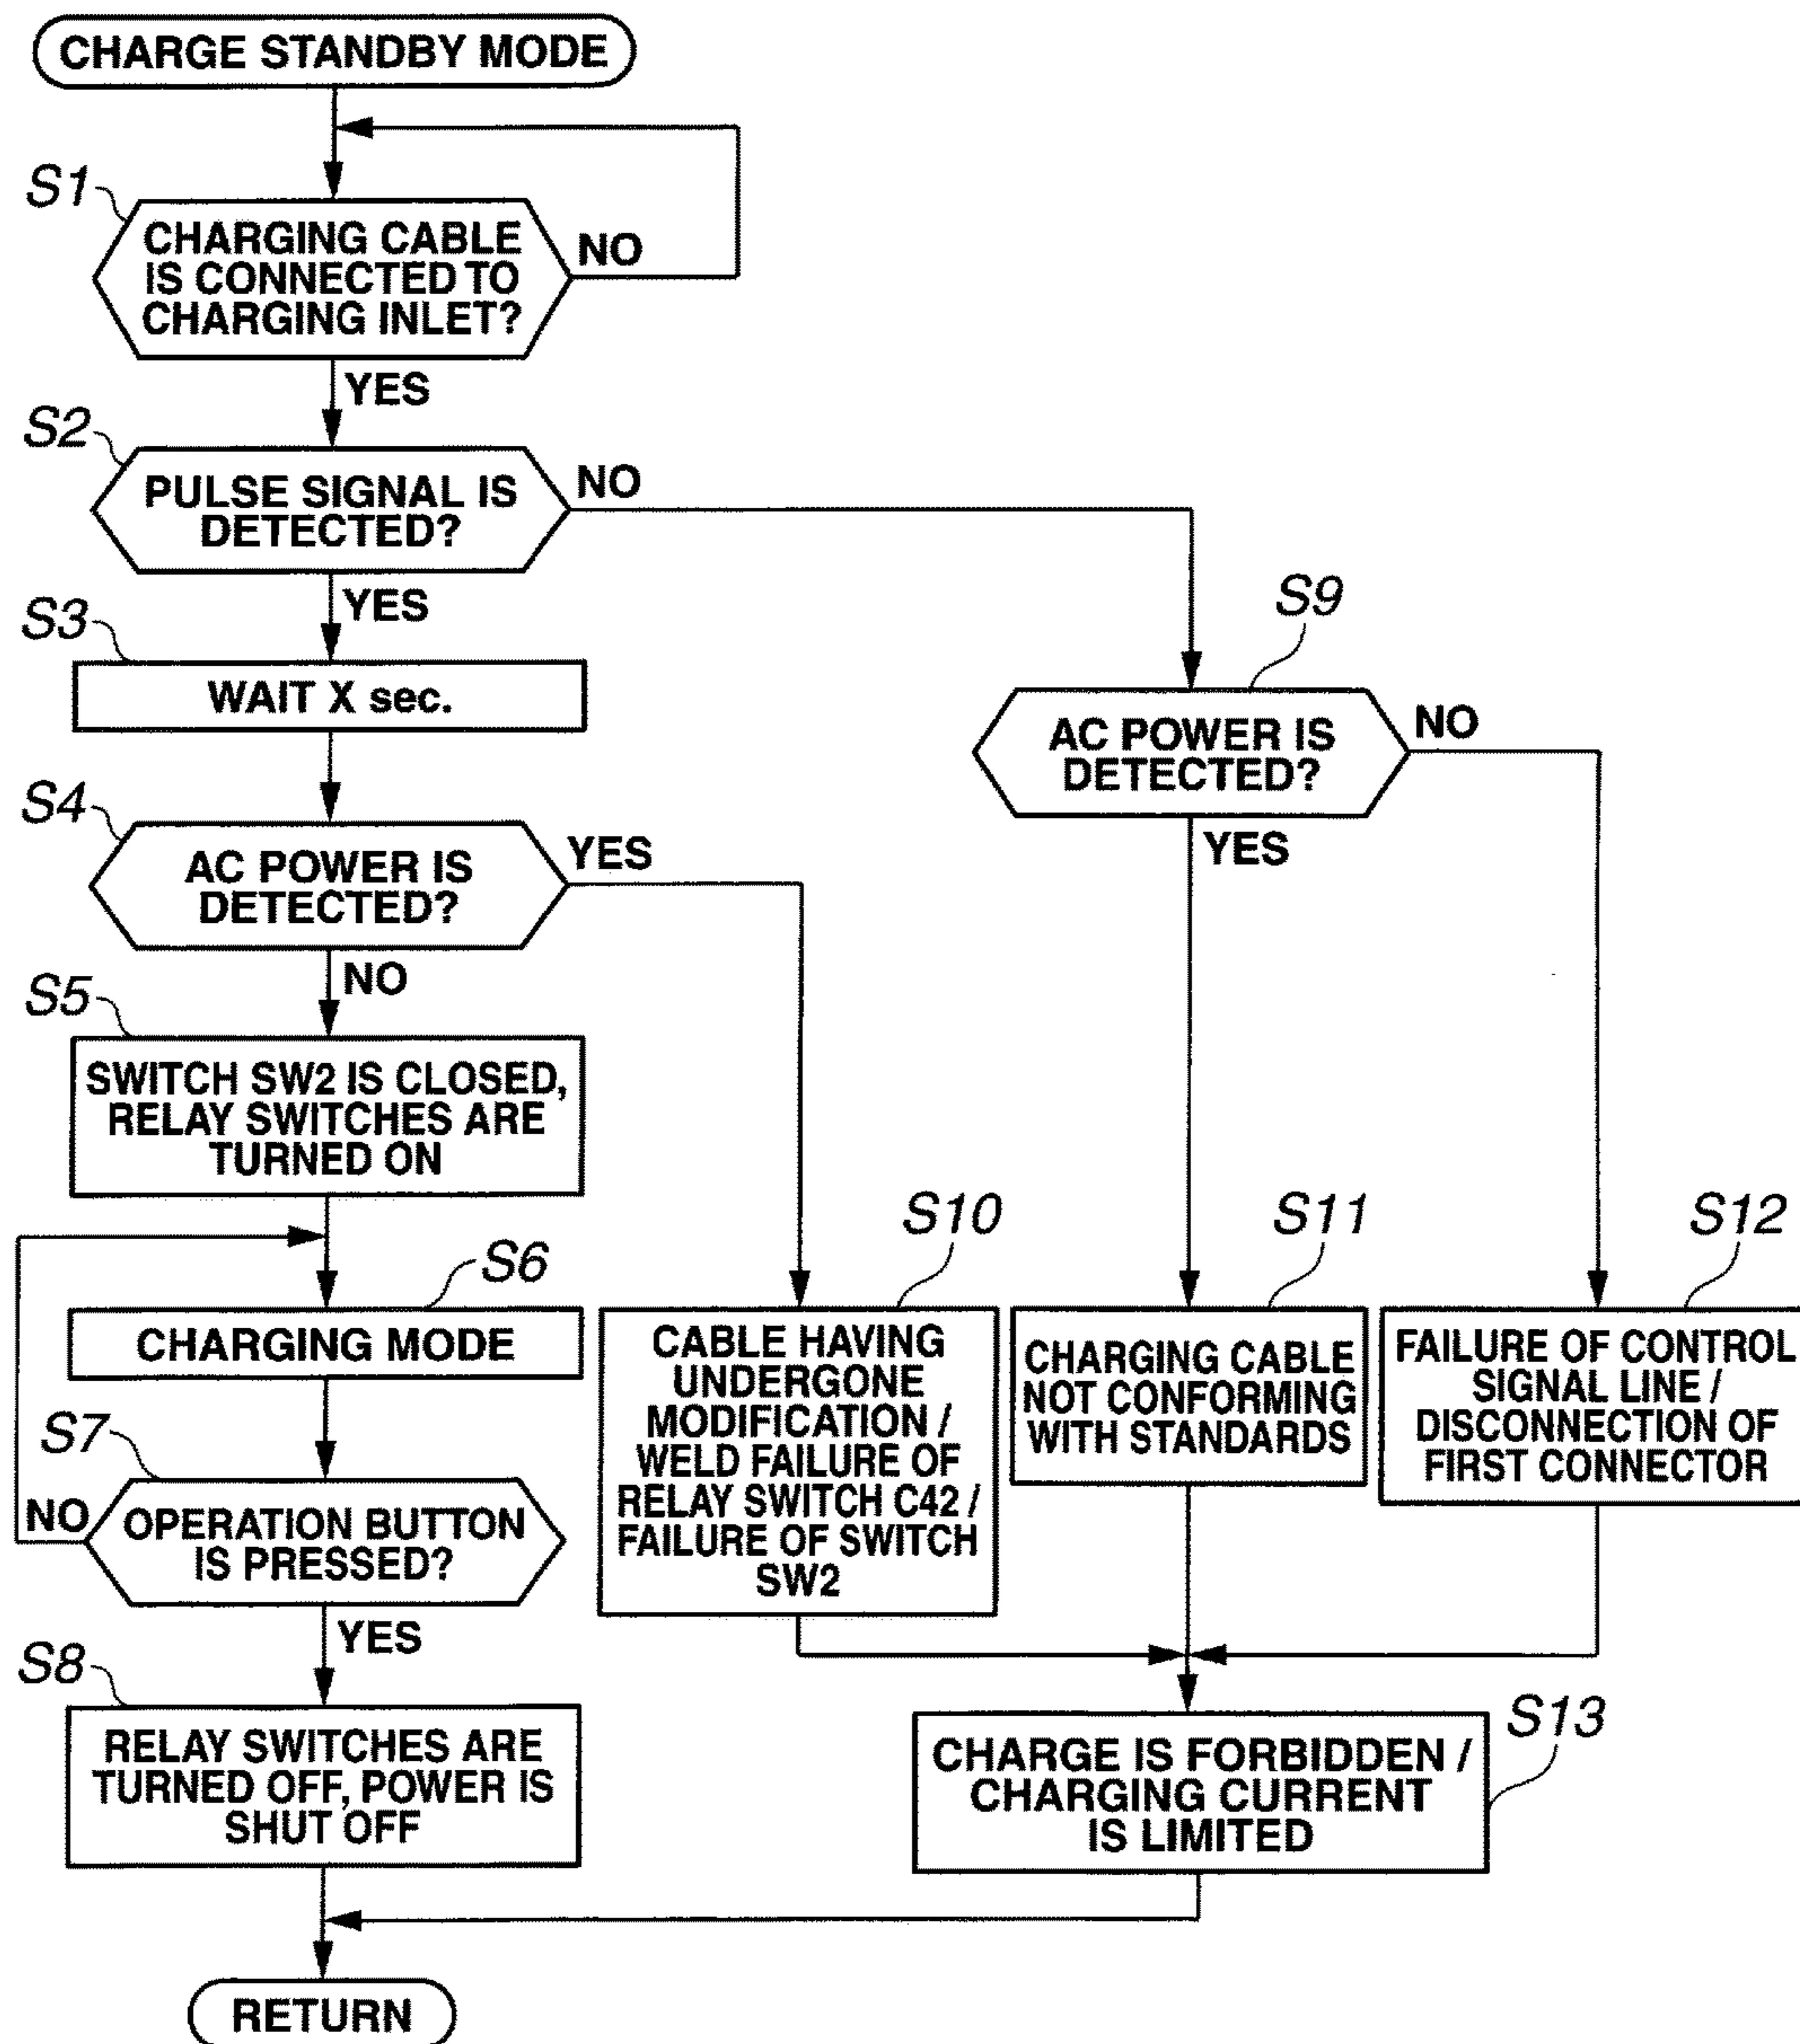 CHARGE STANDBY MODE
S1
CHARGING CABLE
IS CONNECTED TO
CHARGING INLET?
NO
YES
S2
PULSE SIGNAL IS
DETECTED?
NO
YES
S3
WAIT X sec.
S4
AC POWER IS
DETECTED?
YES
NO
S5
SWITCH SW2 IS CLOSED,
RELAY SWITCHES ARE
TURNED ON
S6
CHARGING MODE
S7
NO
OPERATION BUTTON
IS PRESSED?
YES
S8
RELAY SWITCHES ARE
TURNED OFF, POWER IS
SHUT OFF
S9
AC POWER IS
DETECTED?
NO
YES
S10
CABLE HAVING
UNDERGONE
MODIFICATION /
WELD FAILURE OF
RELAY SWITCH C42 /
FAILURE OF SWITCH
SW2
S11
CHARGING CABLE
NOT CONFORMING
WITH STANDARDS
S12
FAILURE OF CONTROL
SIGNAL LINE /
DISCONNECTION OF
FIRST CONNECTOR
S13
CHARGE IS FORBIDDEN /
CHARGING CURRENT
IS LIMITED
RETURN